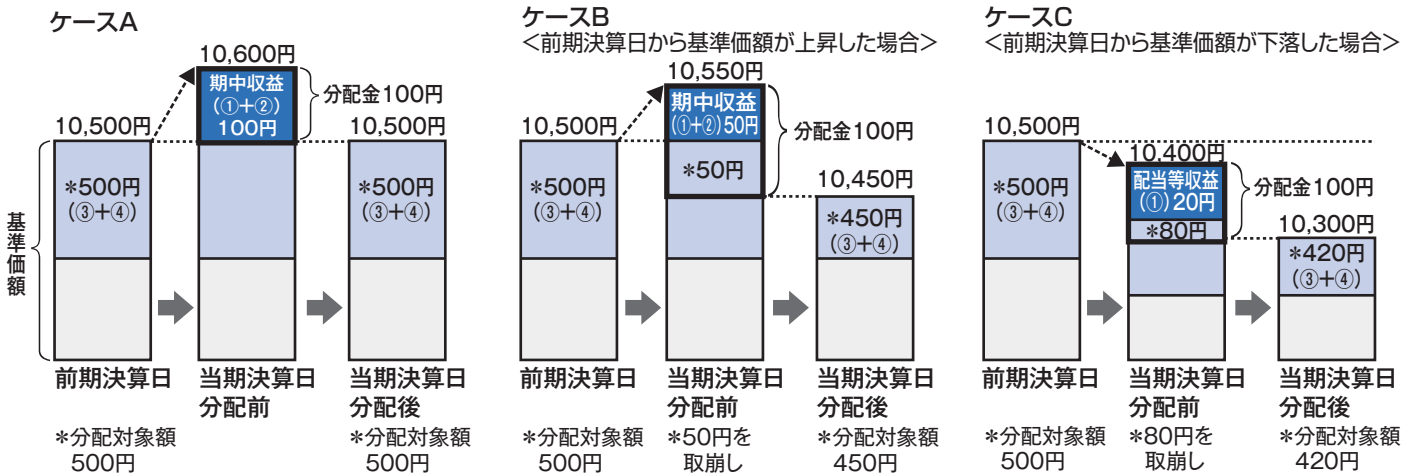 ケースA
10,600円
期中収益
(①+②)
100円
分配金100円
10,500円
10,500円
*500円
(③+④)
*500円
(③+④)
基準価額
前期決算日
当期決算日
分配前
当期決算日
分配後
*分配対象額
500円
*分配対象額
500円
ケースB
<前期決算日から基準価額が上昇した場合>
10,550円
期中収益
(①+②)50円
分配金100円
10,500円
*500円
(③+④)
*50円
10,450円
*450円
(③+④)
前期決算日
当期決算日
分配前
当期決算日
分配後
*分配対象額
500円
*50円を
取崩し
*分配対象額
450円
ケースC
<前期決算日から基準価額が下落した場合>
10,500円
10,400円
配当等収益
(①)20円
分配金100円
*500円
(③+④)
*80円
10,300円
*420円
(③+④)
前期決算日
当期決算日
分配前
当期決算日
分配後
*分配対象額
500円
*80円を
取崩し
*分配対象額
420円